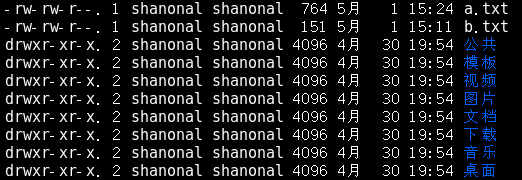 -rw-rw-r--. 1 shanonal shanonal  764 5月   1 15:24 a.txt
-rw-rw-r--. 1 shanonal shanonal  151 5月   1 15:11 b.txt
drwxr-xr-x. 2 shanonal shanonal 4096 4月  30 19:54 公共
drwxr-xr-x. 2 shanonal shanonal 4096 4月  30 19:54 模板
drwxr-xr-x. 2 shanonal shanonal 4096 4月  30 19:54 视频
drwxr-xr-x. 2 shanonal shanonal 4096 4月  30 19:54 图片
drwxr-xr-x. 2 shanonal shanonal 4096 4月  30 19:54 文档
drwxr-xr-x. 2 shanonal shanonal 4096 4月  30 19:54 下载
drwxr-xr-x. 2 shanonal shanonal 4096 4月  30 19:54 音乐
drwxr-xr-x. 2 shanonal shanonal 4096 4月  30 19:54 桌面